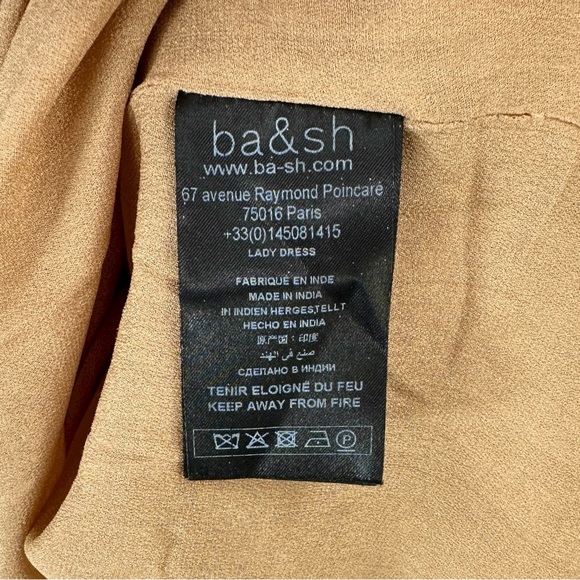 ba&sh
www.ba-sh.com
67 avenue Raymond Poincaré
75016 Paris
+33(0)145081415
LADY DRESS
FABRIQUE EN INDE
MADE IN INDIA
IN INDIEN HERGESTELLT
HECHO EN INDIA
原产国：印度
صنع في الهند
СДЕЛАНО В ИНДИИ
TENIR ELOIGNÉ DU FEU
KEEP AWAY FROM FIRE
P